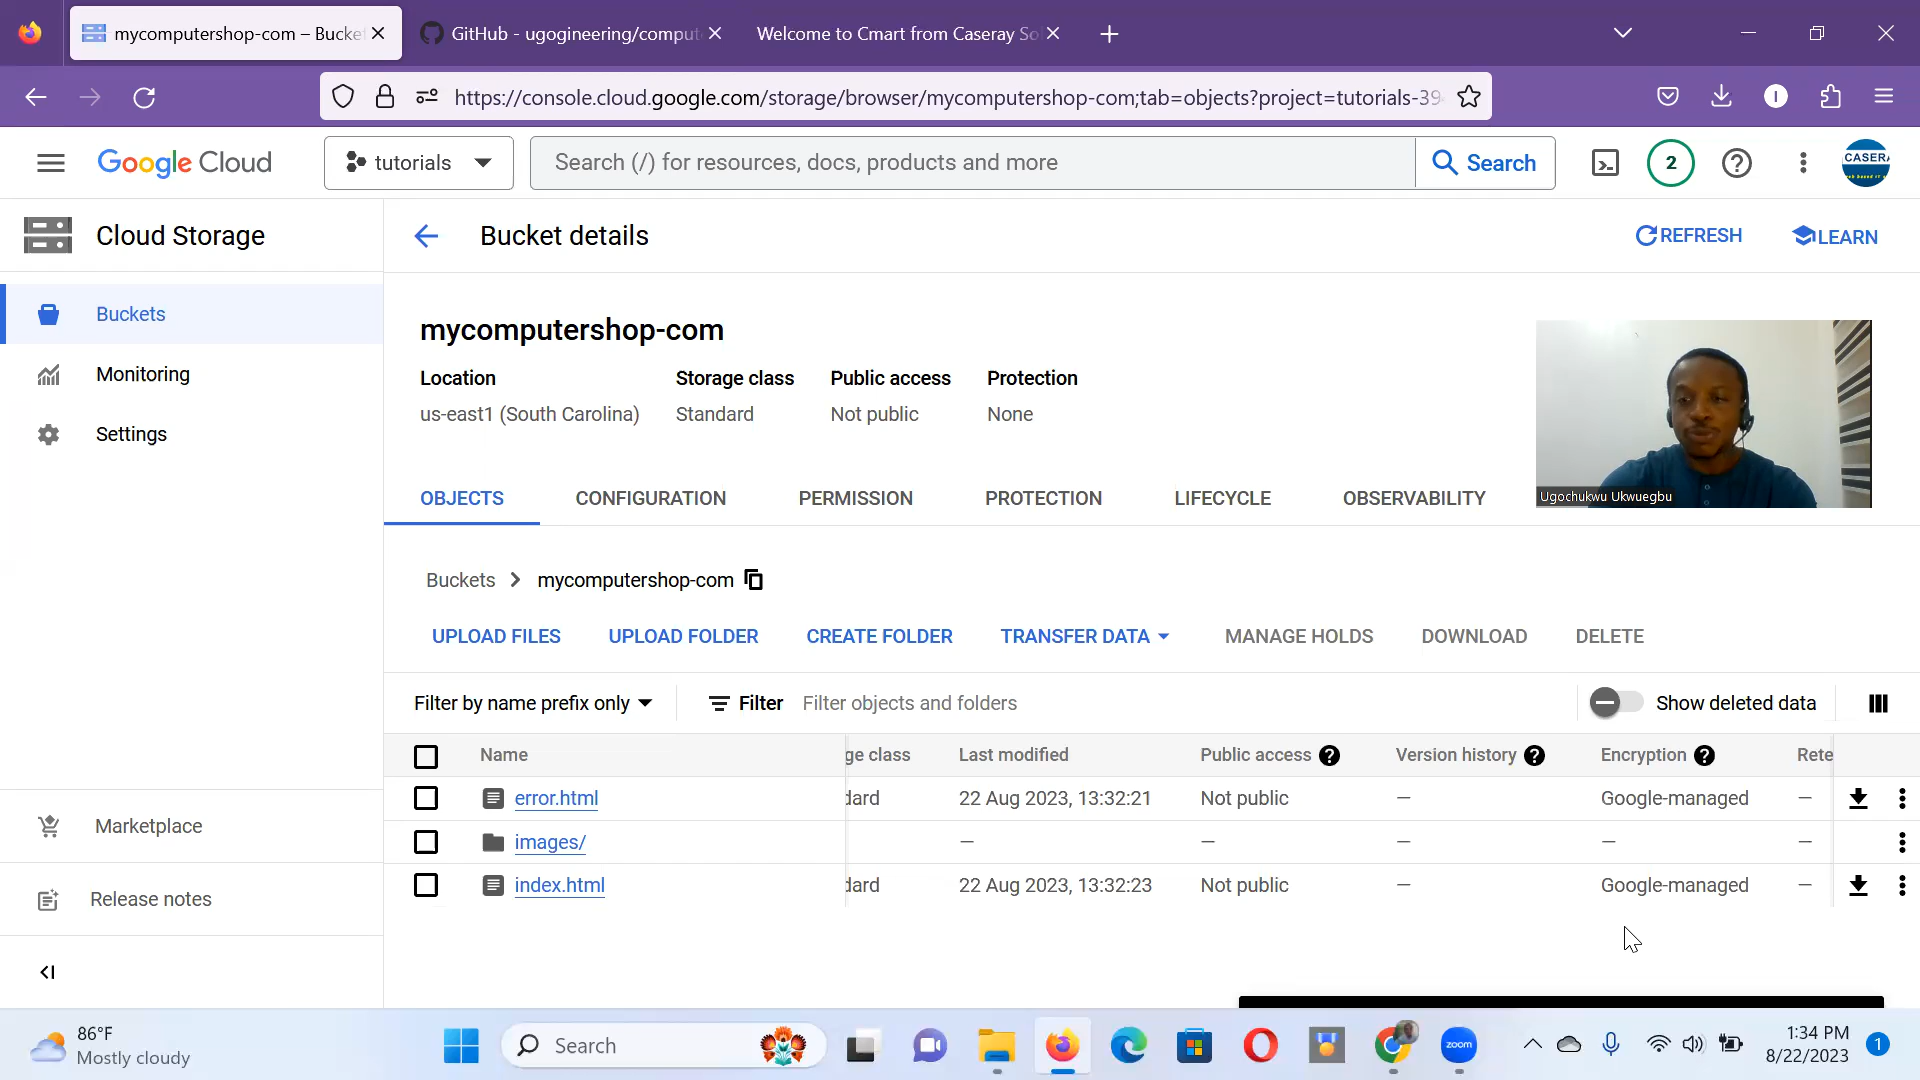 mycomputershop-com – Bucke
GitHub - ugogineering/comput
Welcome to Cmart from Caseray So
https://console.cloud.google.com/storage/browser/mycomputershop-com;tab=objects?project=tutorials-39
Google Cloud
tutorials
Search (/) for resources, docs, products and more
Search
2
CASERA
Cloud Storage
Bucket details
REFRESH
LEARN
Buckets
Monitoring
Settings
Marketplace
Release notes
mycomputershop-com
Location Storage class Public access Protection
us-east1 (South Carolina) Standard Not public None
Ugochukwu Ukwuegbu
OBJECTS CONFIGURATION PERMISSION PROTECTION LIFECYCLE OBSERVABILITY
Buckets > mycomputershop-com
UPLOAD FILES UPLOAD FOLDER CREATE FOLDER TRANSFER DATA MANAGE HOLDS DOWNLOAD DELETE
Filter by name prefix only Filter Filter objects and folders Show deleted data
Name ge class Last modified Public access Version history Encryption Rete
error.html dard 22 Aug 2023, 13:32:21 Not public — Google-managed —
images/ — — — — —
index.html dard 22 Aug 2023, 13:32:23 Not public — Google-managed —
86°F
Mostly cloudy
Search
zoom
1:34 PM
8/22/2023
1